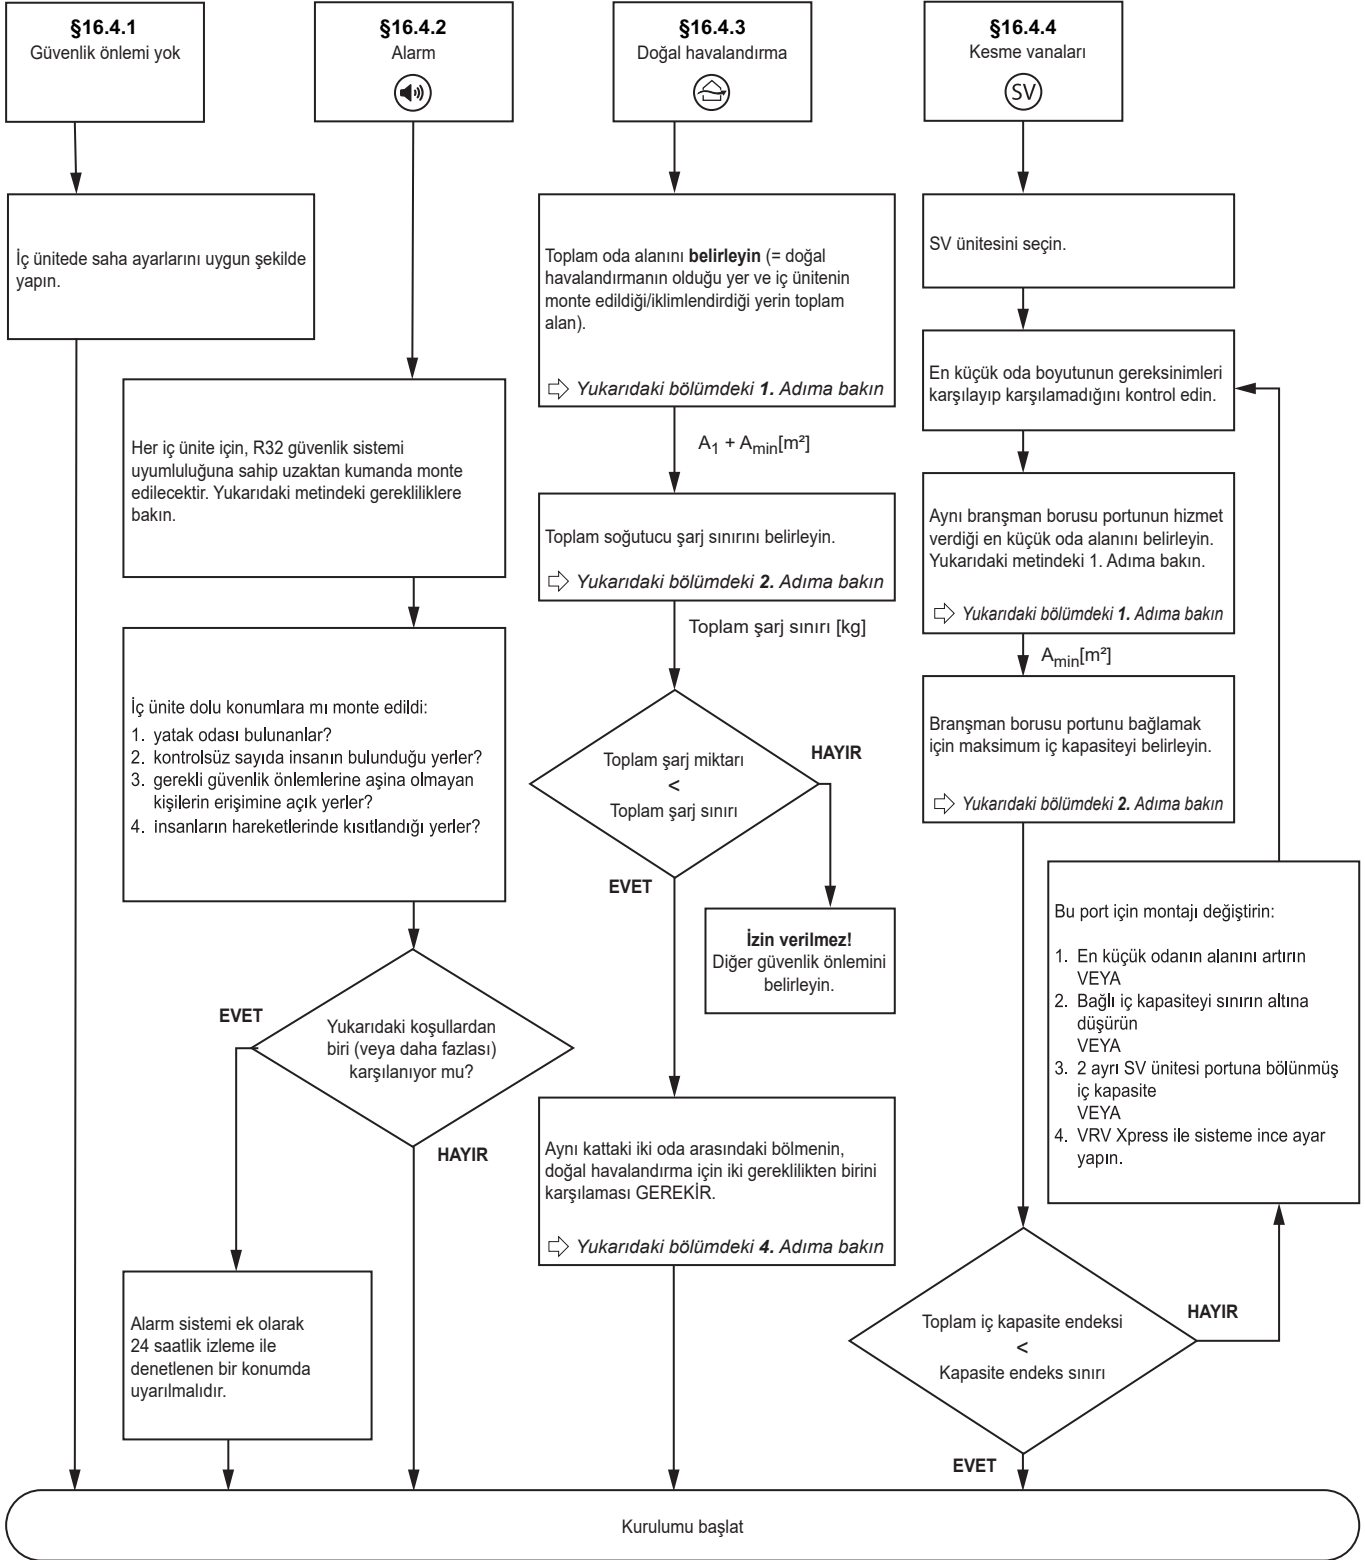 §16.4.1
Güvenlik önlemi yok
İç ünitede saha ayarlarını uygun şekilde
yapın.
§16.4.2
Alarm
Her iç ünite için, R32 güvenlik sistemi
uyumluluğuna sahip uzaktan kumanda monte
edilecektir. Yukarıdaki metindeki gerekliliklere
bakın.
İç ünite dolu konumlara mı monte edildi:
1. yatak odası bulunanlar?
2. kontrolsüz sayıda insanın bulunduğu yerler?
3. gerekli güvenlik önlemlerine aşina olmayan
kişilerin erişimine açık yerler?
4. insanların hareketlerinde kısıtlandığı yerler?
EVET
Yukarıdaki koşullardan
biri (veya daha fazlası)
karşılanıyor mu?
HAYIR
Alarm sistemi ek olarak
24 saatlik izleme ile
denetlenen bir konumda
uyarılmalıdır.
§16.4.3
Doğal havalandırma
Toplam oda alanını belirleyin (= doğal
havalandırmanın olduğu yer ve iç ünitenin
monte edildiği/iklimlendirdiği yerin toplam
alan).
⇨ Yukarıdaki bölümdeki 1. Adıma bakın
A1 + Amin[m²]
Toplam soğutucu şarj sınırını belirleyin.
⇨ Yukarıdaki bölümdeki 2. Adıma bakın
Toplam şarj sınırı [kg]
Toplam şarj miktarı
<
Toplam şarj sınırı
HAYIR
EVET
İzin verilmez!
Diğer güvenlik önlemini
belirleyin.
Aynı kattaki iki oda arasındaki bölmenin,
doğal havalandırma için iki gereklilikten birini
karşılaması GEREKİR.
⇨ Yukarıdaki bölümdeki 4. Adıma bakın
§16.4.4
Kesme vanaları
SV
SV ünitesini seçin.
En küçük oda boyutunun gereksinimleri
karşılayıp karşılamadığını kontrol edin.
Aynı branşman borusu portunun hizmet
verdiği en küçük oda alanını belirleyin.
Yukarıdaki metindeki 1. Adıma bakın.
⇨ Yukarıdaki bölümdeki 1. Adıma bakın
Amin[m²]
Branşman borusu portunu bağlamak
için maksimum iç kapasiteyi belirleyin.
⇨ Yukarıdaki bölümdeki 2. Adıma bakın
Bu port için montajı değiştirin:
1. En küçük odanın alanını artırın
VEYA
2. Bağlı iç kapasiteyi sınırın altına
düşürün
VEYA
3. 2 ayrı SV ünitesi portuna bölünmüş
iç kapasite
VEYA
4. VRV Xpress ile sisteme ince ayar
yapın.
Toplam iç kapasite endeksi
<
Kapasite endeks sınırı
HAYIR
EVET
Kurulumu başlat